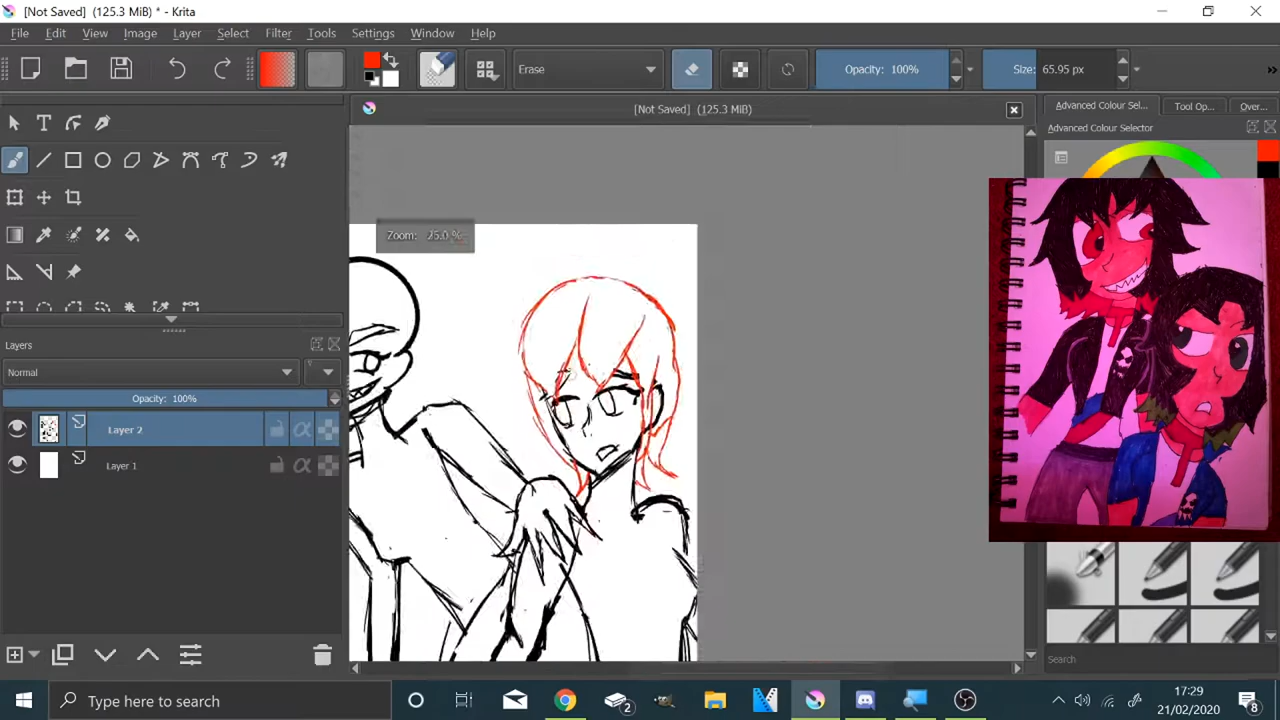 [Not Saved] (125.3 MiB) * - Krita
File Edit View Image Layer Select Filter Tools Settings Window Help
Erase
Opacity: 100%
Size: 65.95 px
[Not Saved] (125.3 MiB)
Advanced Colour Sel...
Tool Op...
Over...
Advanced Colour Selector
Zoom: 25.0 %
Layers
Normal
Opacity: 100%
Layer 2
Layer 1
Search
Type here to search
2
17:29
21/02/2020
8